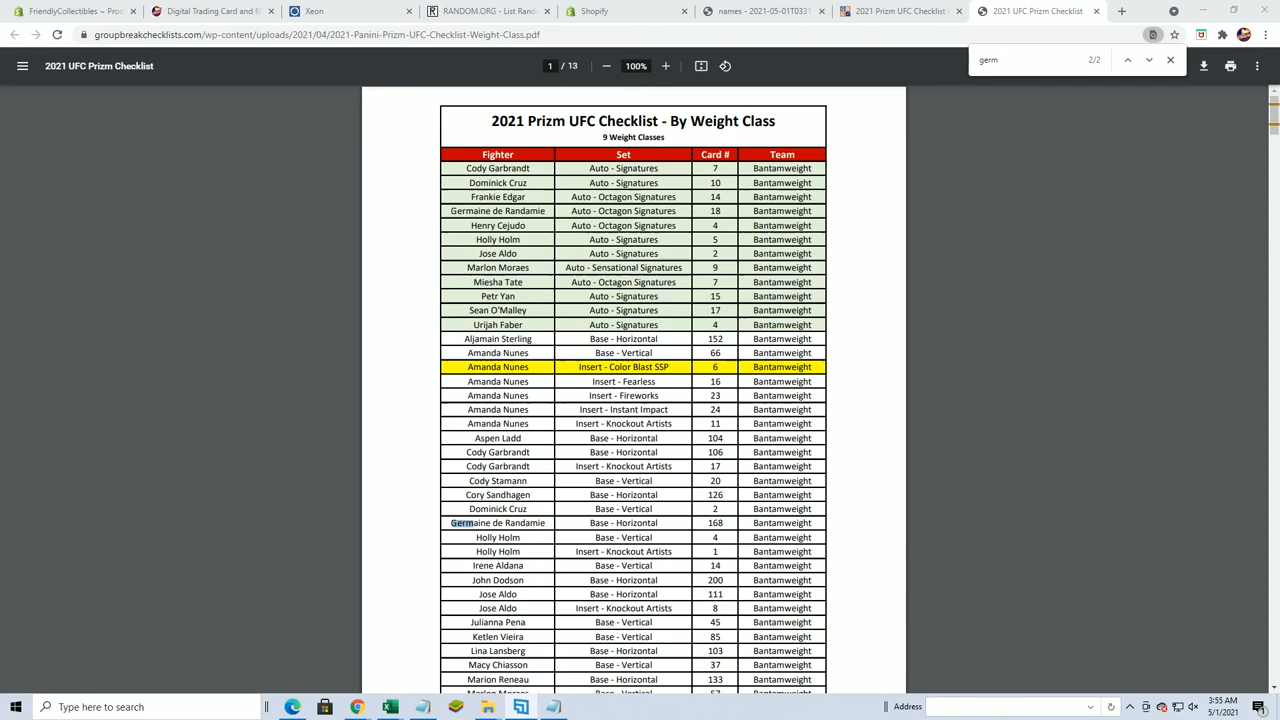 FriendlyCollectibles ~ Prod
Digital Trading Card and fi
Xeon
RANDOM.ORG - List Rand
Shopify
names - 2021-05-01T0331
2021 UFC Prizm Checklist
2021 UFC Prizm Checklist
groupbreakchecklists.com/wp-content/uploads/2021/04/2021-Panini-Prizm-UFC-Checklist-Weight-Class.pdf
germ 2/2
2021 UFC Prizm Checklist 1 / 13 100%
2021 Prizm UFC Checklist - By Weight Class
9 Weight Classes
Fighter Set Card # Team
Cody Garbrandt Auto - Signatures 7 Bantamweight
Dominick Cruz Auto - Signatures 10 Bantamweight
Frankie Edgar Auto - Octagon Signatures 14 Bantamweight
Germaine de Randamie Auto - Octagon Signatures 18 Bantamweight
Henry Cejudo Auto - Octagon Signatures 4 Bantamweight
Holly Holm Auto - Signatures 5 Bantamweight
Jose Aldo Auto - Signatures 2 Bantamweight
Marlon Moraes Auto - Sensational Signatures 9 Bantamweight
Miesha Tate Auto - Octagon Signatures 7 Bantamweight
Petr Yan Auto - Signatures 15 Bantamweight
Sean O'Malley Auto - Signatures 17 Bantamweight
Urijah Faber Auto - Signatures 4 Bantamweight
Aljamain Sterling Base - Horizontal 152 Bantamweight
Amanda Nunes Base - Vertical 66 Bantamweight
Amanda Nunes Insert - Color Blast SSP 6 Bantamweight
Amanda Nunes Insert - Fearless 16 Bantamweight
Amanda Nunes Insert - Fireworks 23 Bantamweight
Amanda Nunes Insert - Instant Impact 24 Bantamweight
Amanda Nunes Insert - Knockout Artists 11 Bantamweight
Aspen Ladd Base - Horizontal 104 Bantamweight
Cody Garbrandt Base - Horizontal 106 Bantamweight
Cody Garbrandt Insert - Knockout Artists 17 Bantamweight
Cody Stamann Base - Vertical 20 Bantamweight
Cory Sandhagen Base - Horizontal 126 Bantamweight
Dominick Cruz Base - Vertical 2 Bantamweight
Germaine de Randamie Base - Horizontal 168 Bantamweight
Holly Holm Base - Vertical 4 Bantamweight
Holly Holm Insert - Knockout Artists 1 Bantamweight
Irene Aldana Base - Vertical 14 Bantamweight
John Dodson Base - Horizontal 200 Bantamweight
Jose Aldo Base - Horizontal 111 Bantamweight
Jose Aldo Insert - Knockout Artists 8 Bantamweight
Julianna Pena Base - Vertical 45 Bantamweight
Ketlen Vieira Base - Vertical 85 Bantamweight
Lina Lansberg Base - Horizontal 103 Bantamweight
Macy Chiasson Base - Vertical 37 Bantamweight
Marion Reneau Base - Horizontal 133 Bantamweight
Marlon Moraes Base - Vertical 57 Bantamweight
Type here to search
Address
3:55 AM
5/1/2021